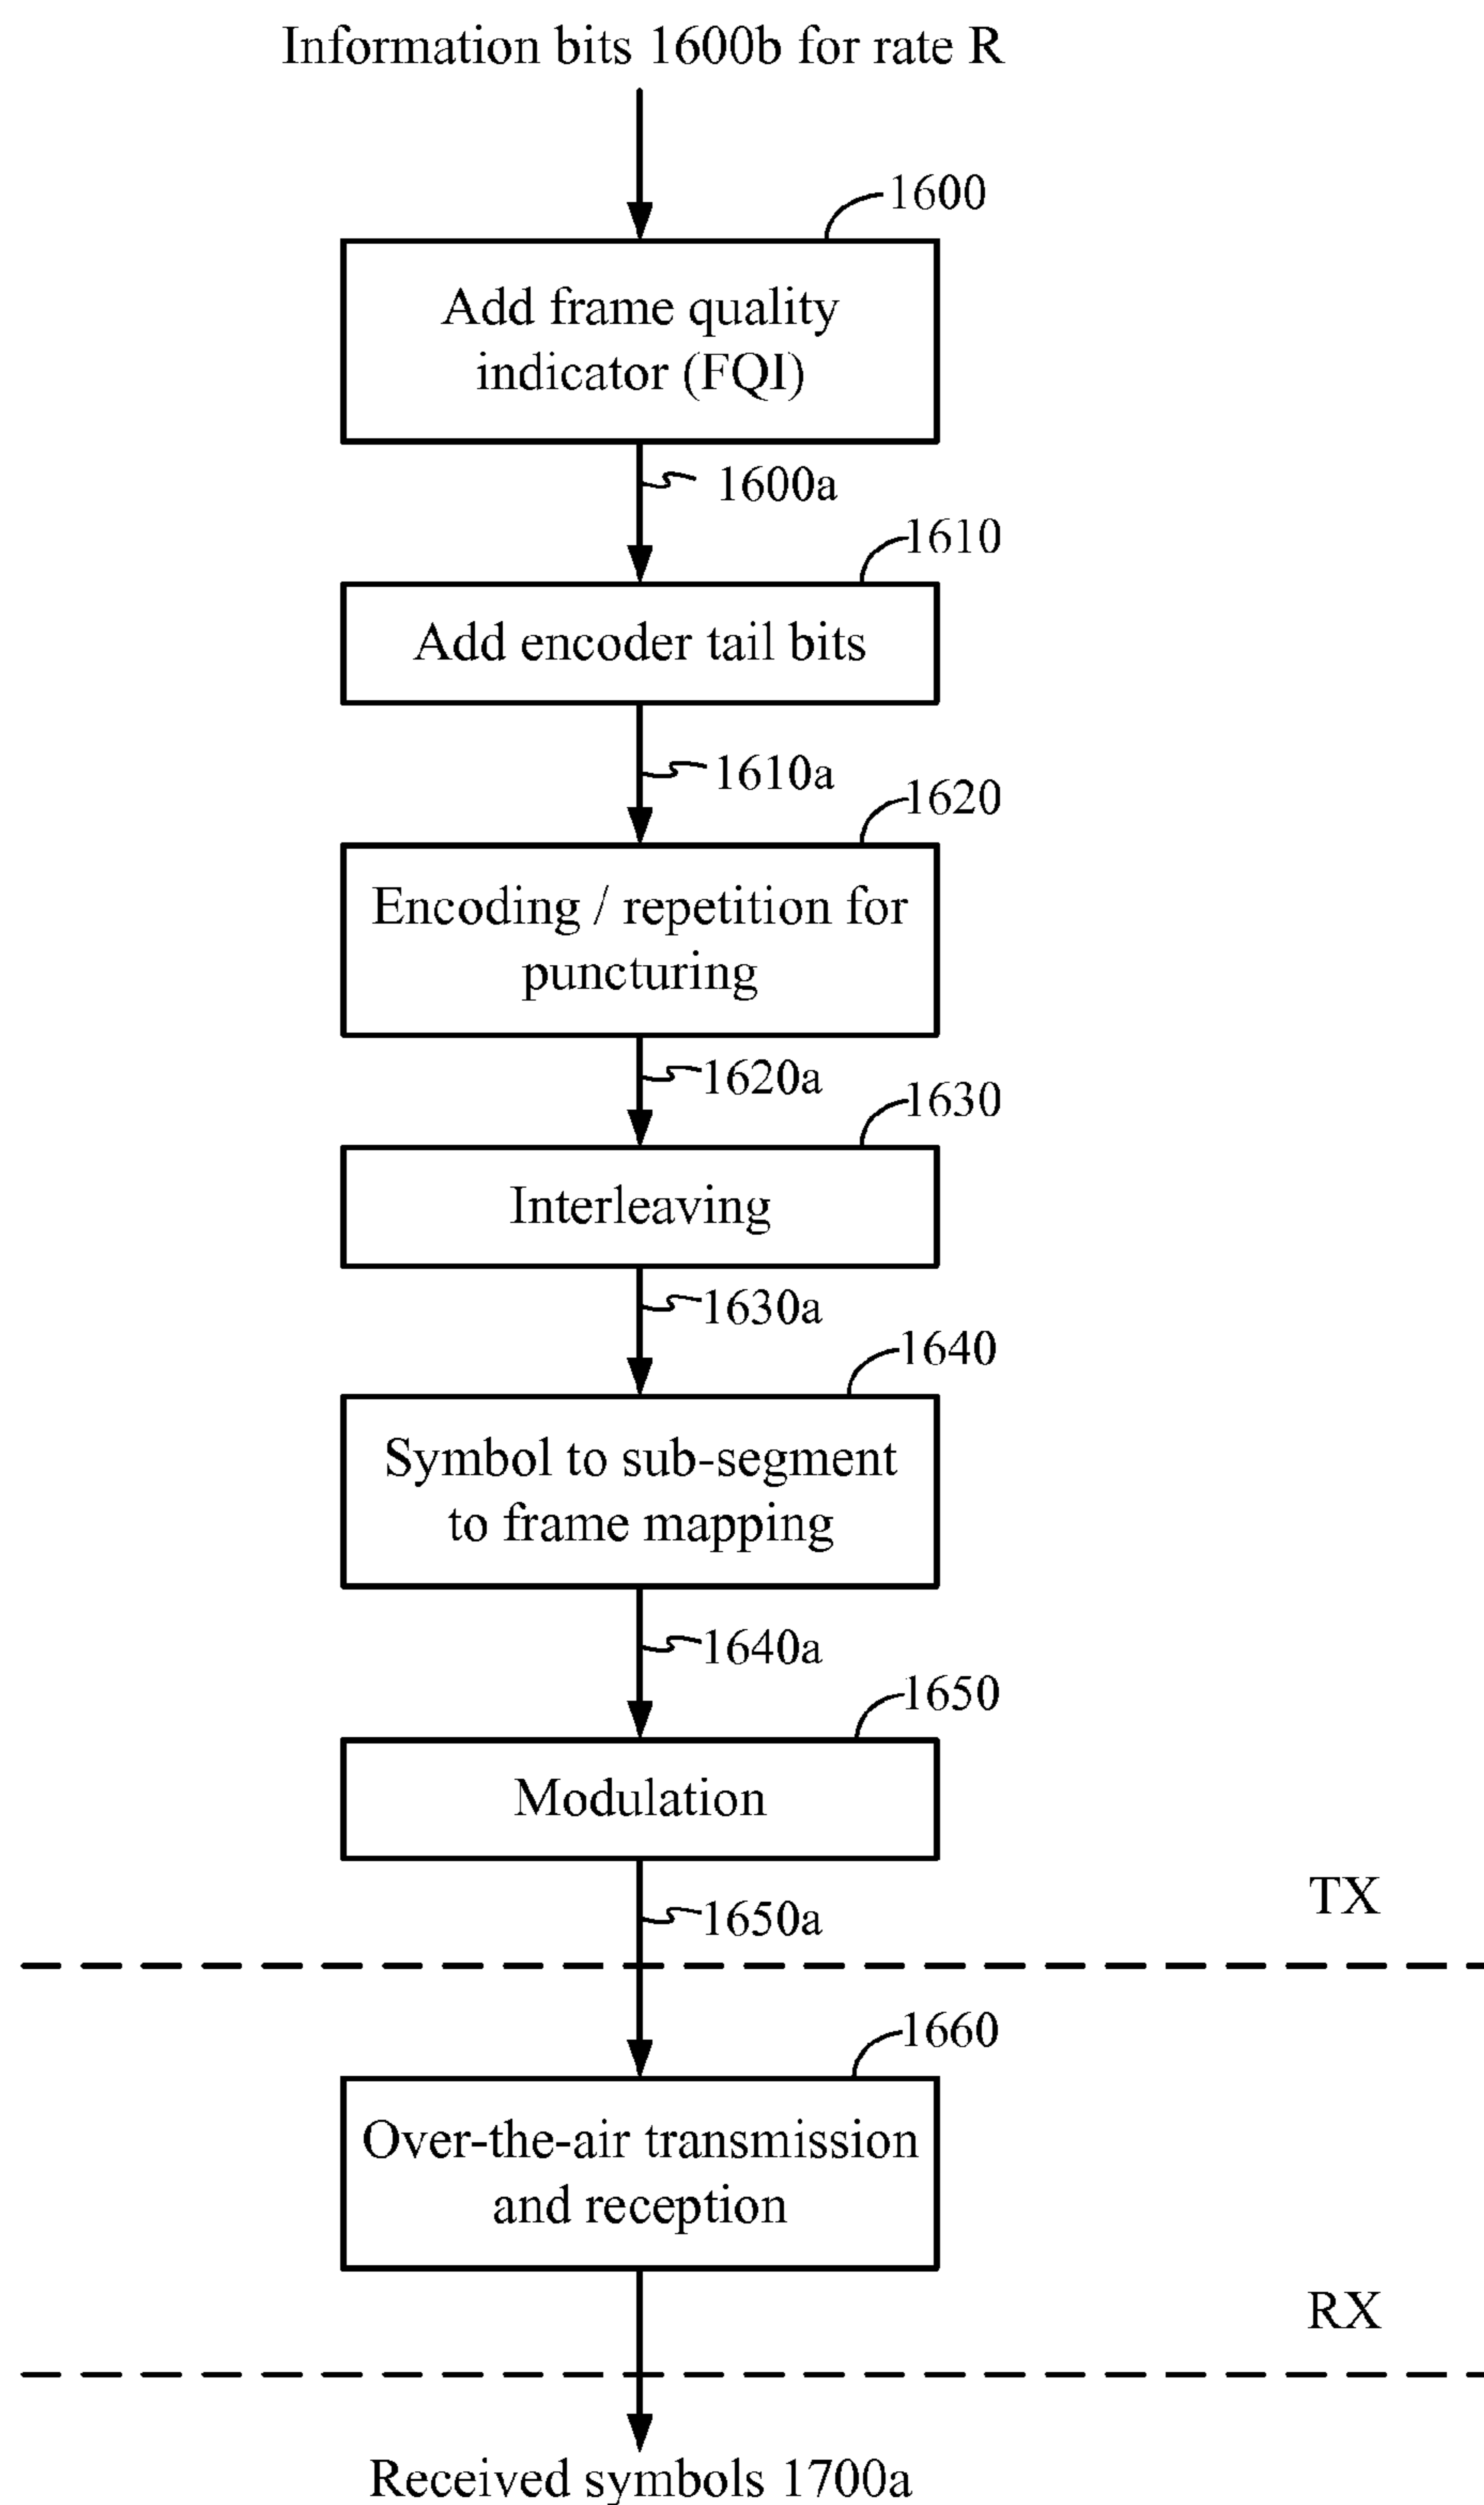 Information bits 1600b for rate R
1600
Add frame quality
indicator (FQI)
1600a
1610
Add encoder tail bits
1610a
1620
Encoding / repetition for
puncturing
1620a
1630
Interleaving
1630a
1640
Symbol to sub-segment
to frame mapping
1640a
1650
Modulation
TX
1650a
1660
Over-the-air transmission
and reception
RX
Received symbols 1700a